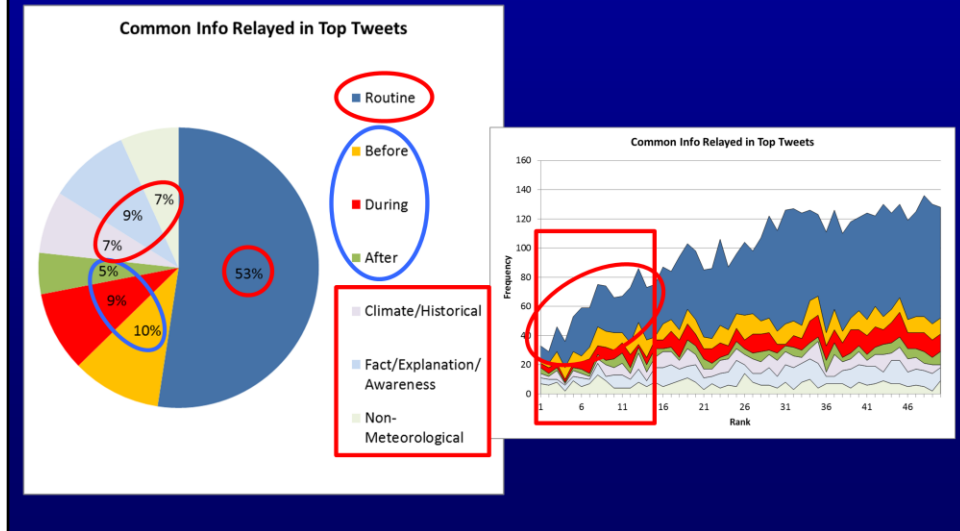 Common Info Relayed in Top Tweets
Routine
Before
During
After
Climate/Historical
Fact/Explanation/
Awareness
Non-
Meteorological
7%
9%
7%
5%
9%
10%
53%
Common Info Relayed in Top Tweets
Frequency
160
140
120
100
80
60
40
20
0
1 6 11 16 21 26 31 36 41 46
Rank